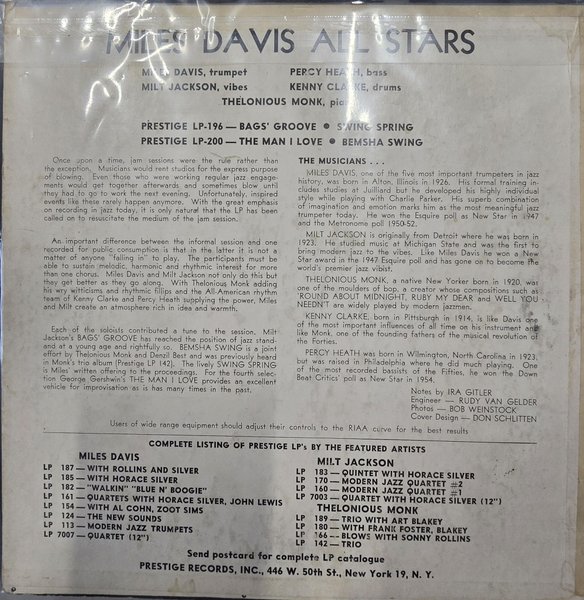 MILES DAVIS ALL STARS
MILES DAVIS, trumpet PERCY HEATH, bass
MILT JACKSON, vibes KENNY CLARKE, drums
THELONIOUS MONK, piano
PRESTIGE LP-196 — BAGS' GROOVE ● SWING SPRING
PRESTIGE LP-200 — THE MAN I LOVE ● BEMSHA SWING
Once upon a time, jam sessions were the rule rather than
the exception. Musicians would rent studios for the express purpose
of blowing. Even those who were working regular jazz engage-
ments would get together afterwards and sometimes blow until
they had to go to work the next evening. Unfortunately, inspired
events like these rarely happen anymore. With the great emphasis
on recording in jazz today, it is only natural that the LP has been
called on to resuscitate the medium of the jam session.
An important difference between the informal session and one
recorded for public consumption is that in the latter it is not a
matter of anyone "falling in" to play. The participants must be
able to sustain melodic, harmonic and rhythmic interest for more
than one chorus. Miles Davis and Milt Jackson not only do this but
they get better as they go along. With Thelonious Monk adding
his wry witticisms and rhythmic fillips and the All-American rhythm
team of Kenny Clarke and Percy Heath supplying the power, Miles
and Milt create an atmosphere rich in idea and warmth.
Each of the soloists contributed a tune to the session. Milt
Jackson's BAGS' GROOVE has reached the position of jazz stand-
ard at a young age and rightfully so. BEMSHA SWING is a joint
effort by Thelonious Monk and Denzil Best and was previously heard
in Monk's trio album (Prestige LP 142). The lively SWING SPRING
is Miles' written offering to the proceedings. For the fourth selec-
tion George Gershwin's THE MAN I LOVE provides an excellent
vehicle for improvisation as is has many times in the past.
THE MUSICIANS . . .
MILES DAVIS, one of the five most important trumpeters in jazz
history, was born in Alton, Illinois in 1926. His formal training in-
cludes studies at Juilliard but he developed his highly individual
style while playing with Charlie Parker. His superb combination
of imagination and emotion marks him as the most meaningful jazz
trumpeter today. He won the Esquire poll as New Star in 1947
and the Metronome poll 1950-52.
MILT JACKSON is originally from Detroit where he was born in
1923. He studied music at Michigan State and was the first to
bring modern jazz to the vibes. Like Miles Davis he won a New
Star award in the 1947 Esquire poll and has gone on to become the
world's premier jazz vibist.
THELONIOUS MONK, a native New Yorker born in 1920, was
one of the moulders of bop, a creator whose compositions such as
'ROUND ABOUT MIDNIGHT, RUBY MY DEAR and WELL YOU
NEEDN'T are widely played by modern jazzmen.
KENNY CLARKE, born in Pittsburgh in 1914, is like Davis one
of the most important influences of all time on his instrument and
like Monk, one of the founding fathers of the musical revolution of
the Forties.
PERCY HEATH was born in Wilmington, North Carolina in 1923,
but was raised in Philadelphia where he did much playing. One
of the most recorded bassists of the Fifties, he won the Down
Beat Critics' poll as New Star in 1954.
Notes by IRA GITLER
Engineer — RUDY VAN GELDER
Photos — BOB WEINSTOCK
Cover Design — DON SCHLITTEN
Users of wide range equipment should adjust their controls to the RIAA curve for the best results
COMPLETE LISTING OF PRESTIGE LP's BY THE FEATURED ARTISTS
MILES DAVIS
LP 187 — WITH ROLLINS AND SILVER
LP 185 — WITH HORACE SILVER
LP 182 — "WALKIN" "BLUE N' BOOGIE"
LP 161 — QUARTETS WITH HORACE SILVER, JOHN LEWIS
LP 154 — WITH AL COHN, ZOOT SIMS
LP 124 — THE NEW SOUNDS
LP 113 — MODERN JAZZ TRUMPETS
LP 7007 — QUARTET (12")
MILT JACKSON
LP 183 — QUINTET WITH HORACE SILVER
LP 170 — MODERN JAZZ QUARTET #2
LP 160 — MODERN JAZZ QUARTET #1
LP 7003 — QUARTET WITH HORACE SILVER (12")
THELONIOUS MONK
LP 189 — TRIO WITH ART BLAKEY
LP 180 — WITH FRANK FOSTER, BLAKEY
LP 166 — BLOWS WITH SONNY ROLLINS
LP 142 — TRIO
Send postcard for complete LP catalogue
PRESTIGE RECORDS, INC., 446 W. 50th St., New York 19, N. Y.